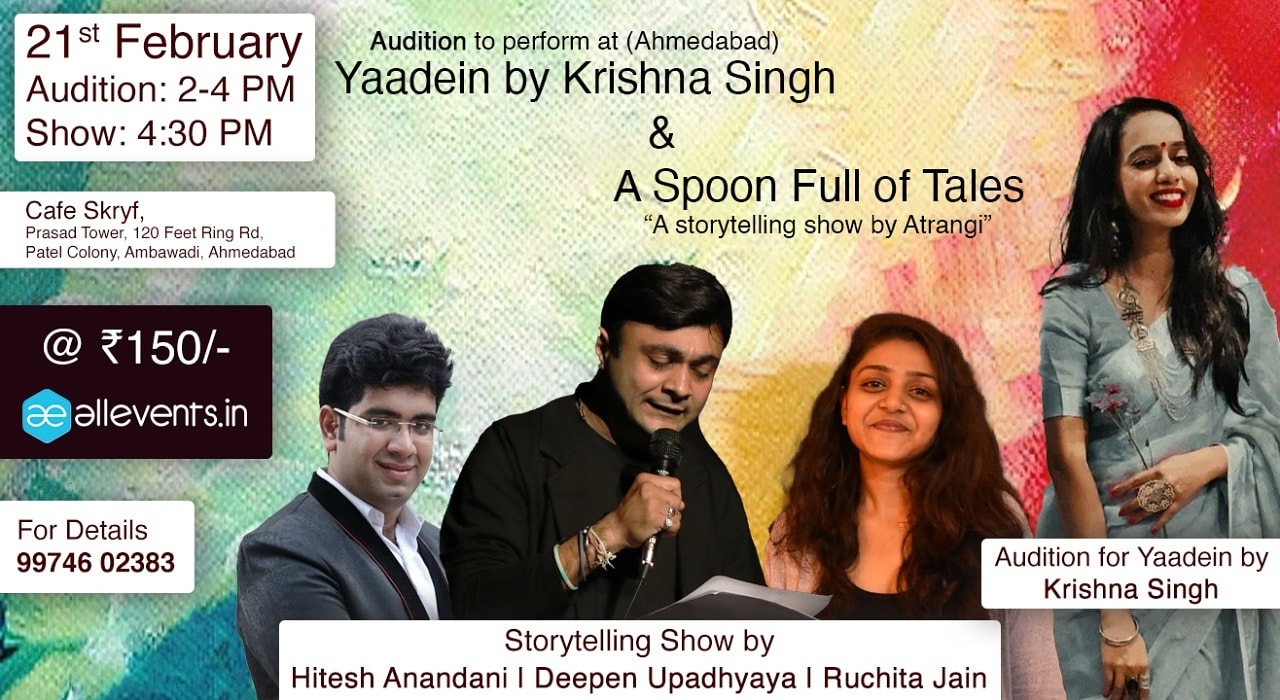 21st February
Audition: 2-4 PM
Show: 4:30 PM
Audition to perform at (Ahmedabad)
Yaadein by Krishna Singh
&
A Spoon Full of Tales
“A storytelling show by Atrangi”
Cafe Skryf,
Prasad Tower, 120 Feet Ring Rd,
Patel Colony, Ambawadi, Ahmedabad
@ ₹150/-
ae allevents.in
For Details
99746 02383
Audition for Yaadein by
Krishna Singh
Storytelling Show by
Hitesh Anandani l Deepen Upadhyaya l Ruchita Jain